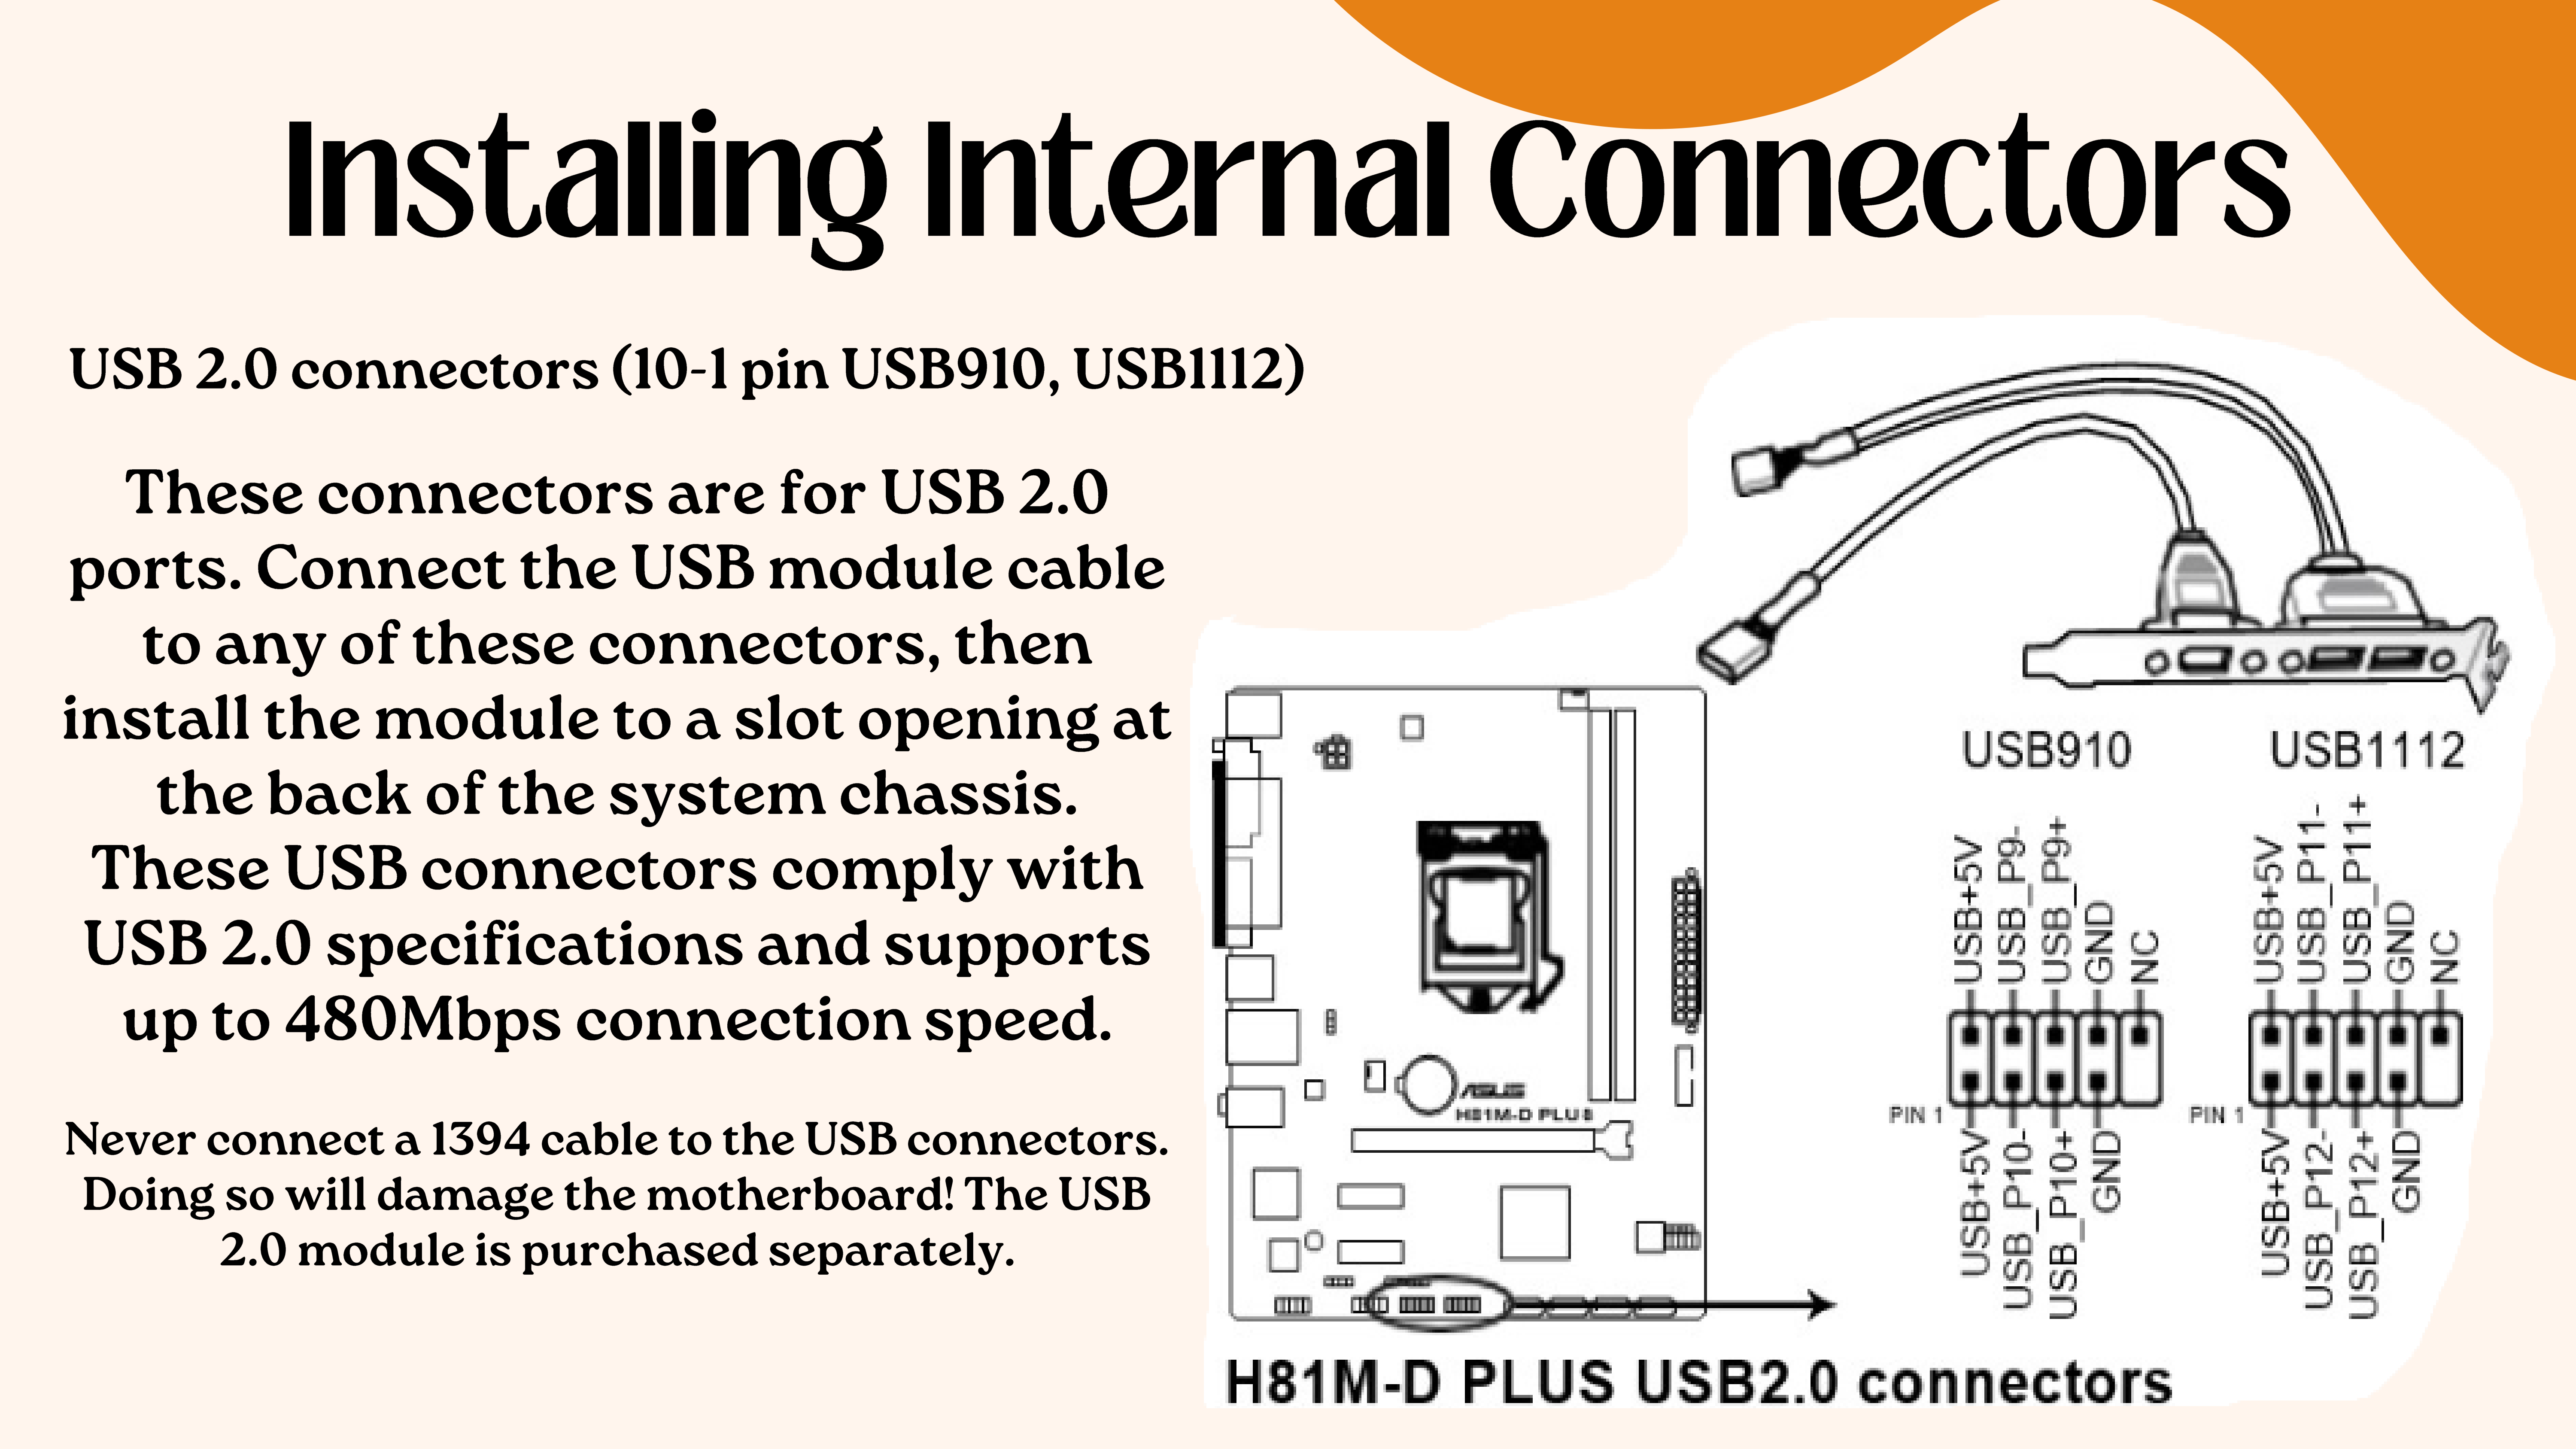 Installing Internal Connectors
USB 2.0 connectors (10-1 pin USB910, USB1112)
These connectors are for USB 2.0
ports. Connect the USB module cable
to any of these connectors, then
install the module to a slot opening at
the back of the system chassis.
These USB connectors comply with
USB 2.0 specifications and supports
up to 480Mbps connection speed.
Never connect a 1394 cable to the USB connectors.
Doing so will damage the motherboard! The USB
2.0 module is purchased separately.
ASUS
H81M-D PLUS
USB910
USB+5V
USB_P9-
USB_P9+
GND
NC
PIN 1
USB+5V
USB_P10-
USB_P10+
GND
USB1112
USB+5V
USB_P11-
USB_P11+
GND
NC
PIN 1
USB+5V
USB_P12-
USB_P12+
GND
H81M-D PLUS USB2.0 connectors